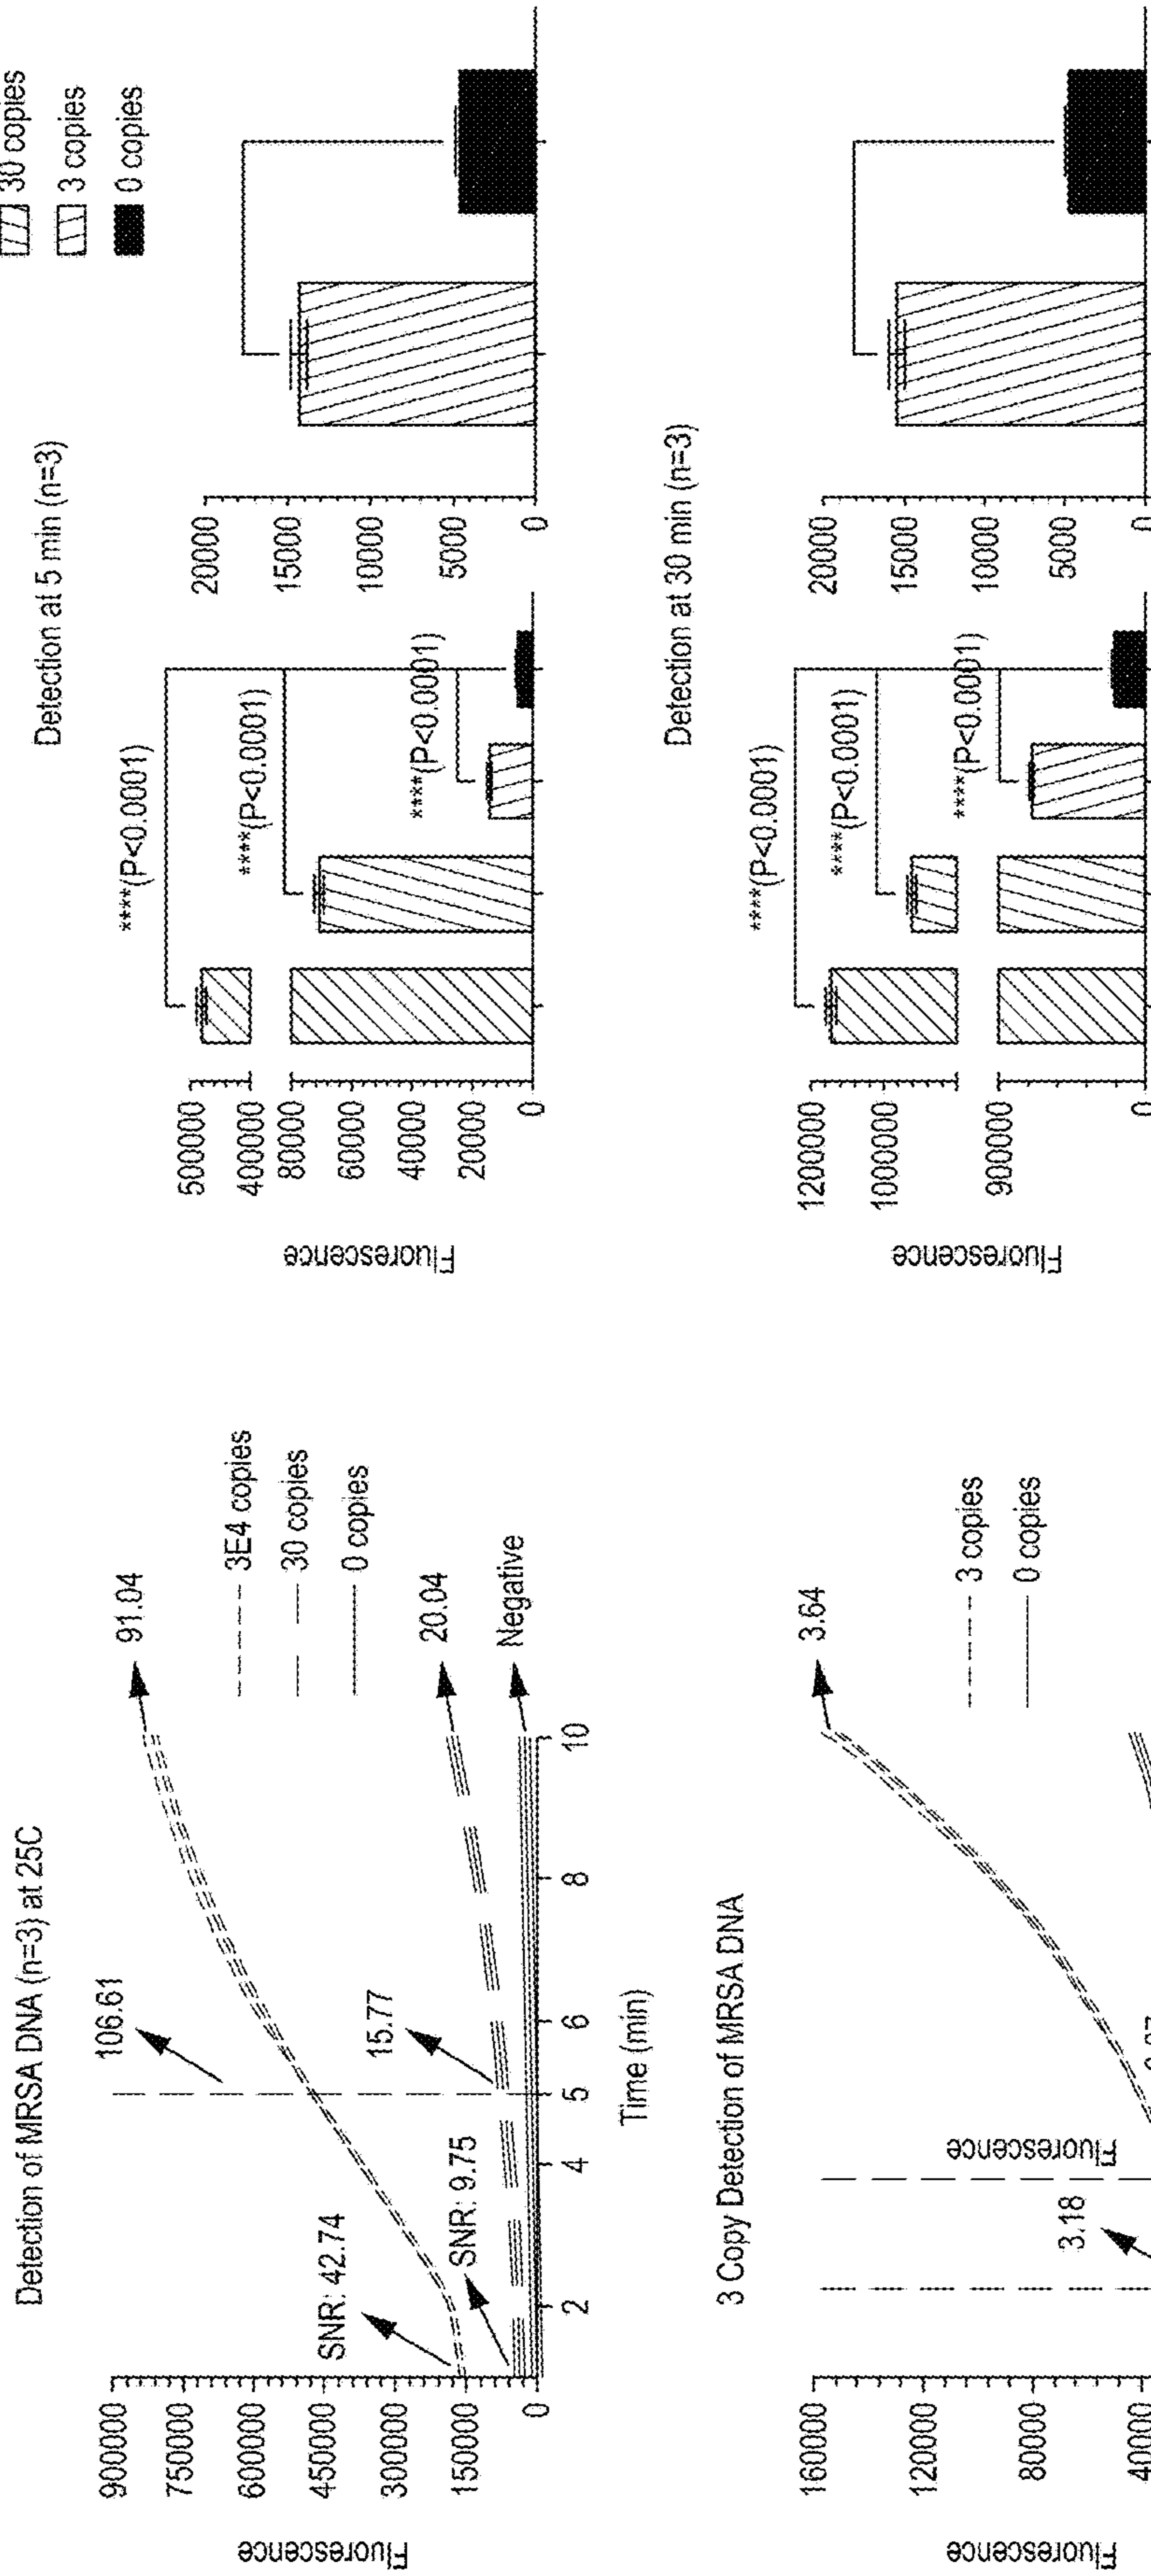 Detection of MRSA DNA (n=3) at 25C
Fluorescence
900000
750000
600000
450000
300000
150000
0
SNR: 42.74
SNR: 9.75
106.61
15.77
91.04
20.04
Negative
3E4 copies
30 copies
0 copies
2
4
5
6
8
10
Time (min)
3 Copy Detection of MRSA DNA
Fluorescence
160000
120000
80000
3.18
Fluorescence
3.64
3 copies
0 copies
30 copies
3 copies
0 copies
Detection at 5 min (n=3)
Fluorescence
500000
400000
80000
60000
40000
20000
0
****(P<0.0001)
****(P<0.0001)
****(P<0.0001)
20000
15000
10000
5000
0
Detection at 30 min (n=3)
Fluorescence
1200000
1000000
900000
0
****(P<0.0001)
****(P<0.0001)
****(P<0.0001)
20000
15000
10000
5000
0